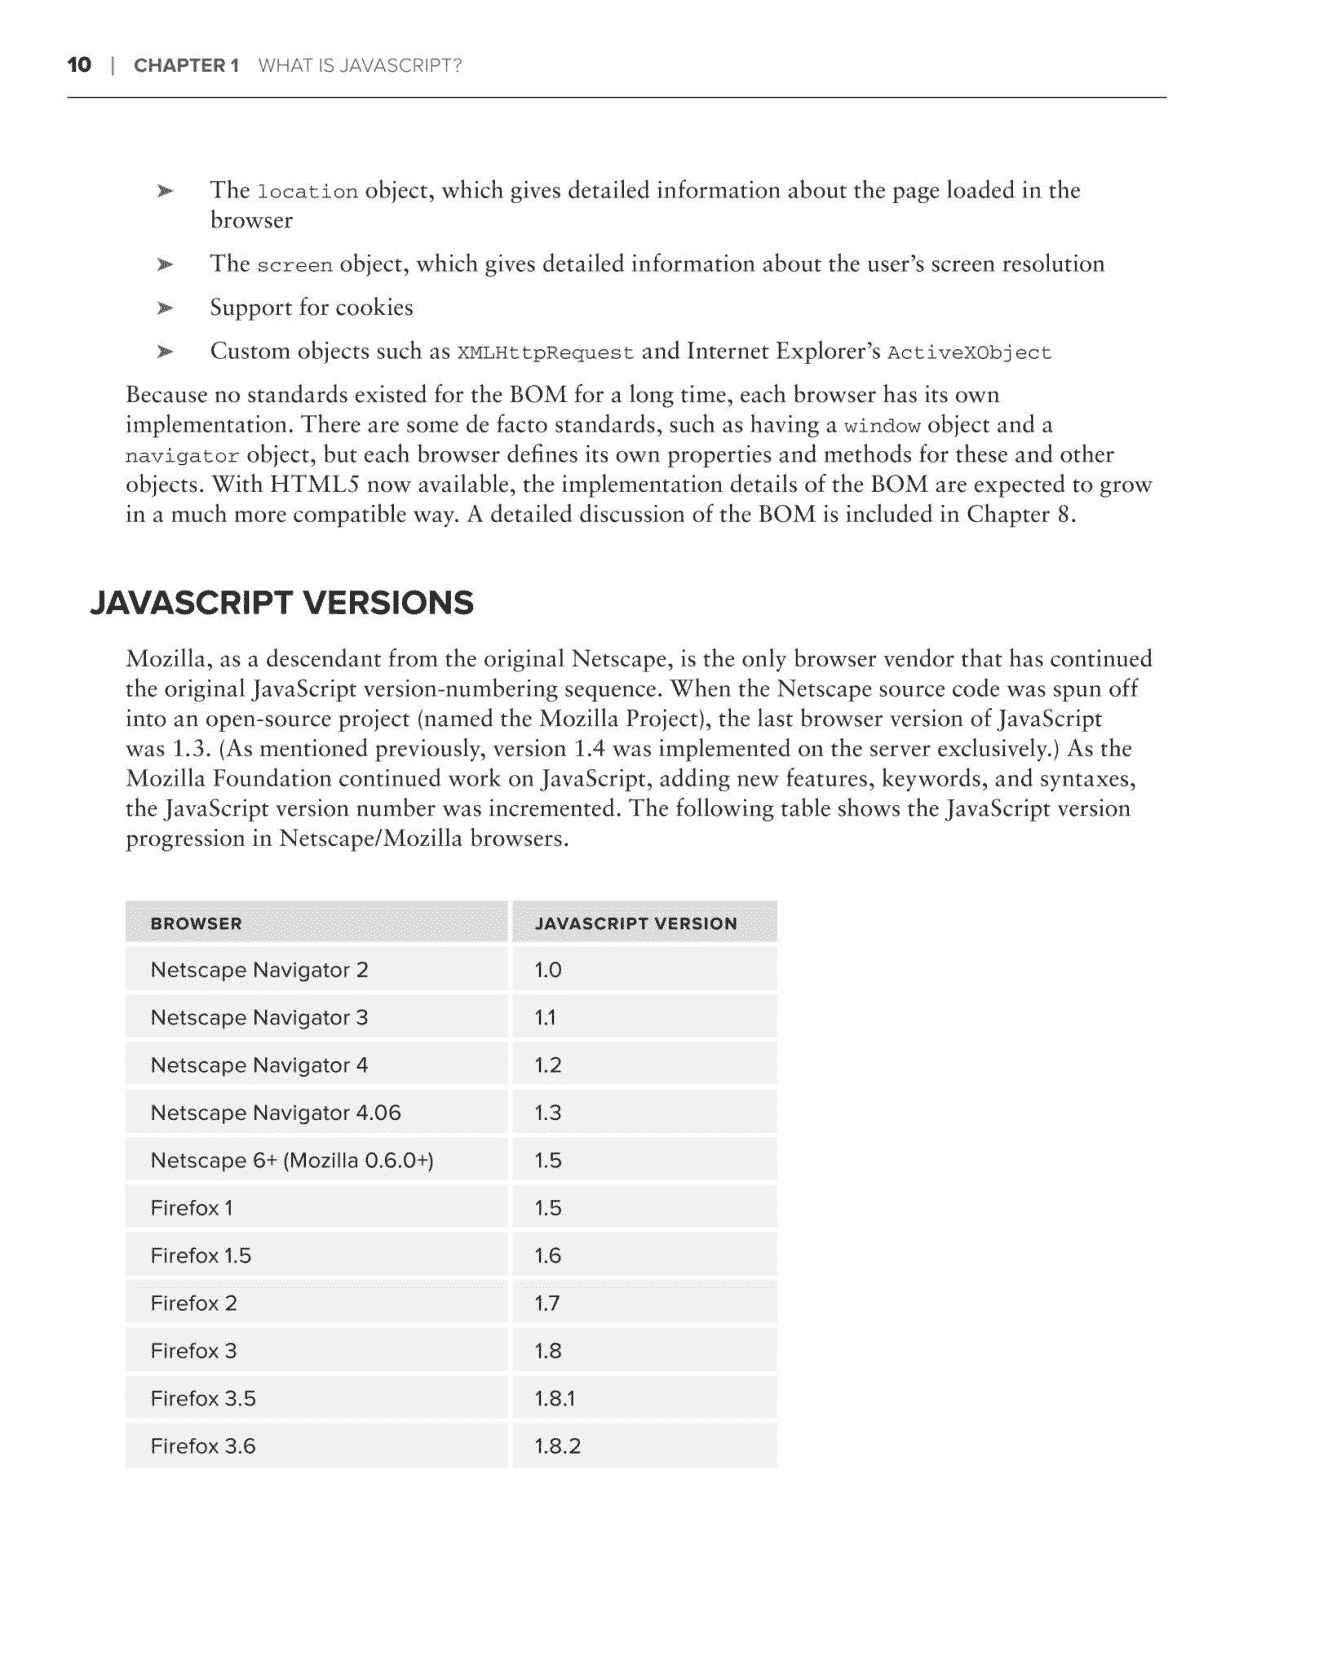 10 | CHAPTER 1 WHAT IS JAVASCRIPT?
➤ The location object, which gives detailed information about the page loaded in the
browser
➤ The screen object, which gives detailed information about the user’s screen resolution
➤ Support for cookies
➤ Custom objects such as XMLHttpRequest and Internet Explorer’s ActiveXObject
Because no standards existed for the BOM for a long time, each browser has its own
implementation. There are some de facto standards, such as having a window object and a
navigator object, but each browser defines its own properties and methods for these and other
objects. With HTML5 now available, the implementation details of the BOM are expected to grow
in a much more compatible way. A detailed discussion of the BOM is included in Chapter 8.
JAVASCRIPT VERSIONS
Mozilla, as a descendant from the original Netscape, is the only browser vendor that has continued
the original JavaScript version-numbering sequence. When the Netscape source code was spun off
into an open-source project (named the Mozilla Project), the last browser version of JavaScript
was 1.3. (As mentioned previously, version 1.4 was implemented on the server exclusively.) As the
Mozilla Foundation continued work on JavaScript, adding new features, keywords, and syntaxes,
the JavaScript version number was incremented. The following table shows the JavaScript version
progression in Netscape/Mozilla browsers.
BROWSER JAVASCRIPT VERSION
Netscape Navigator 2 1.0
Netscape Navigator 3 1.1
Netscape Navigator 4 1.2
Netscape Navigator 4.06 1.3
Netscape 6+ (Mozilla 0.6.0+) 1.5
Firefox 1 1.5
Firefox 1.5 1.6
Firefox 2 1.7
Firefox 3 1.8
Firefox 3.5 1.8.1
Firefox 3.6 1.8.2